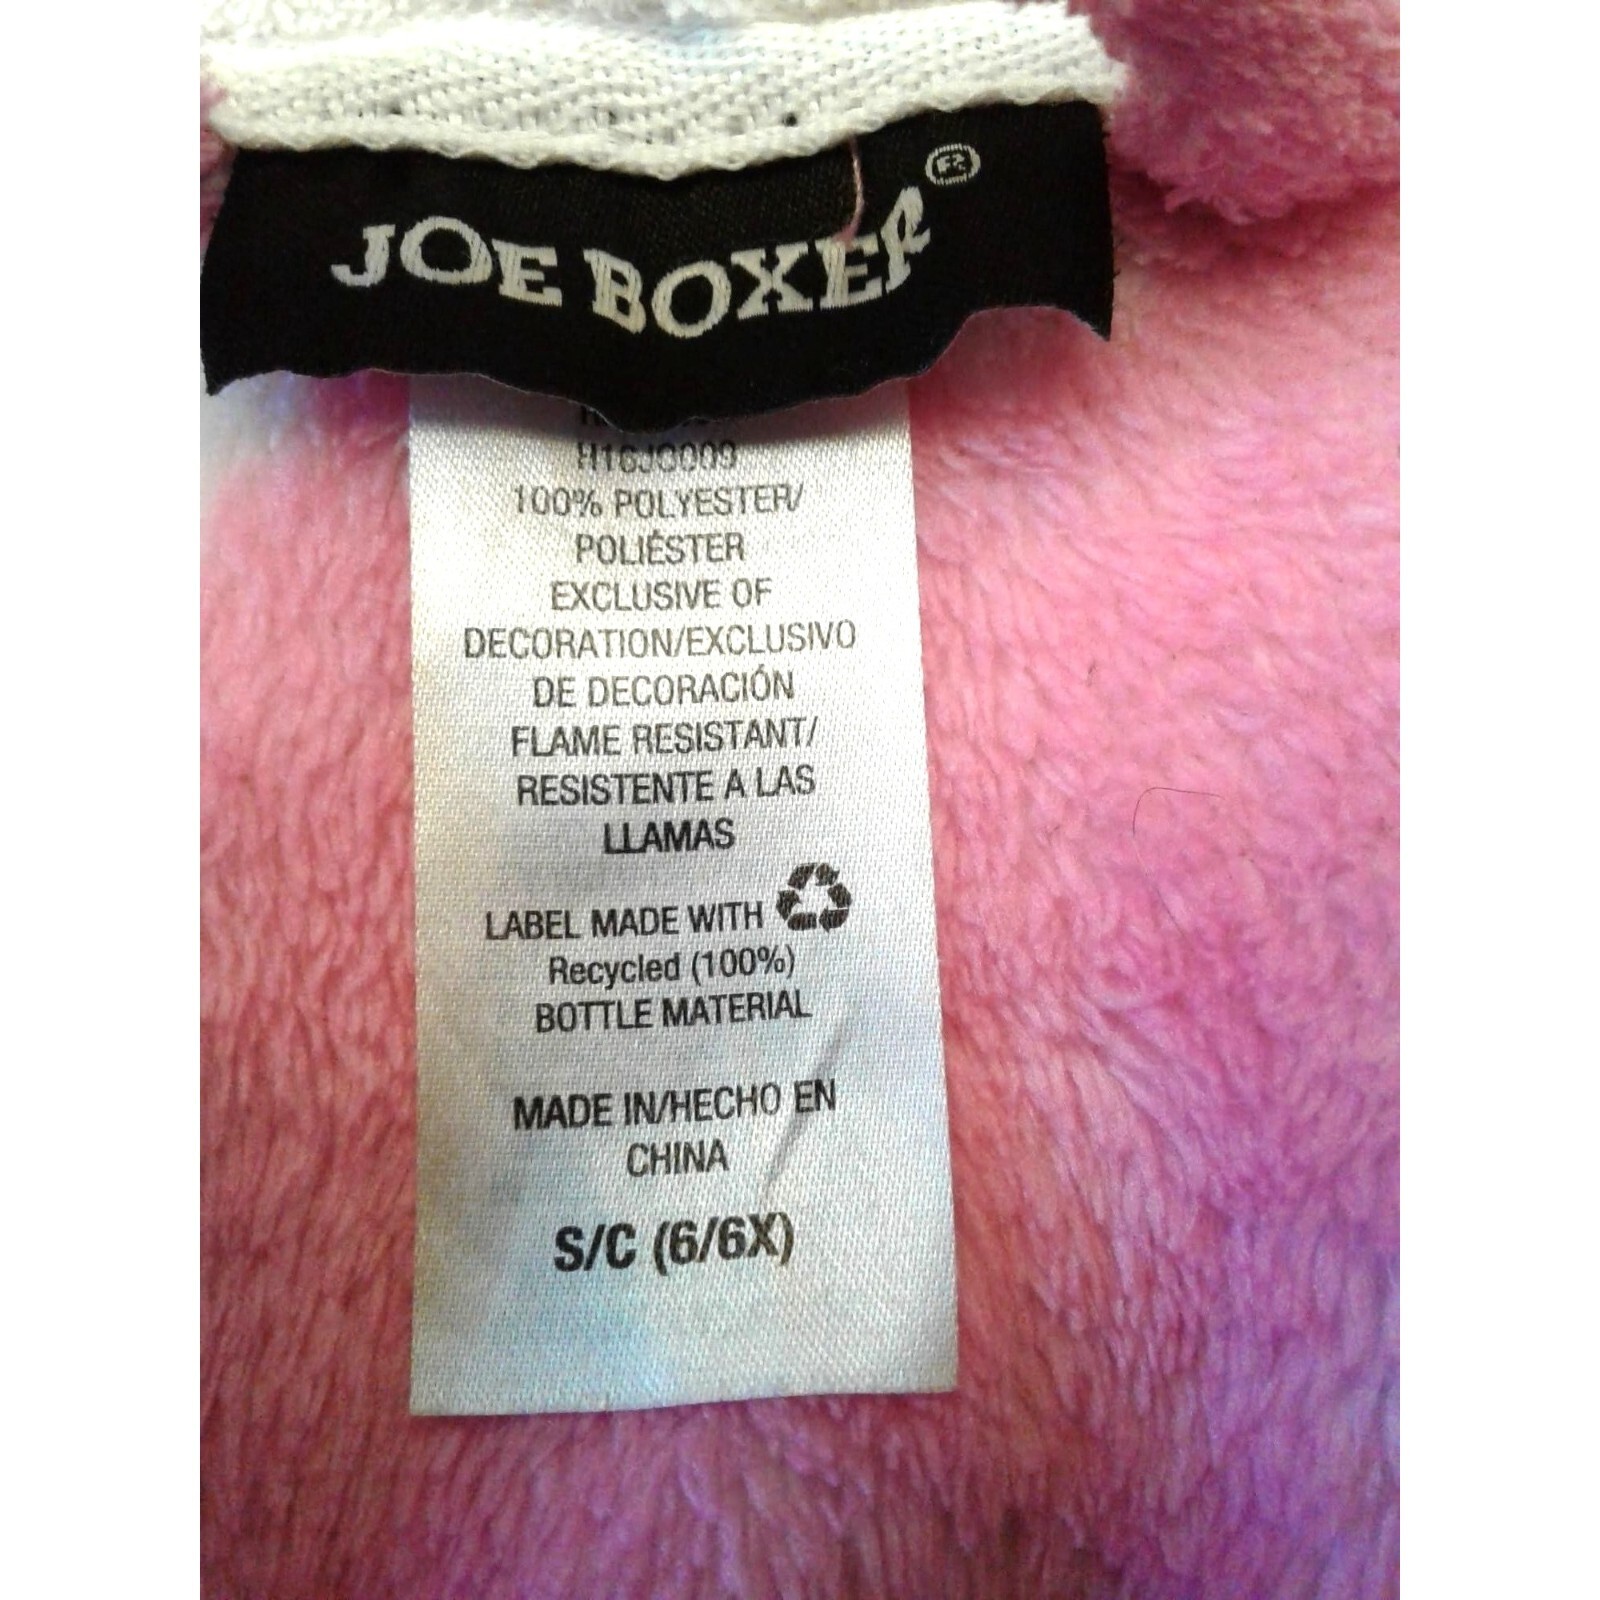 JOE BOXER®
100% POLYESTER/
POLIÉSTER
EXCLUSIVE OF
DECORATION/EXCLUSIVO
DE DECORACIÓN
FLAME RESISTANT/
RESISTENTE A LAS
LLAMAS
LABEL MADE WITH
Recycled (100%)
BOTTLE MATERIAL
MADE IN/HECHO EN
CHINA
S/C (6/6X)